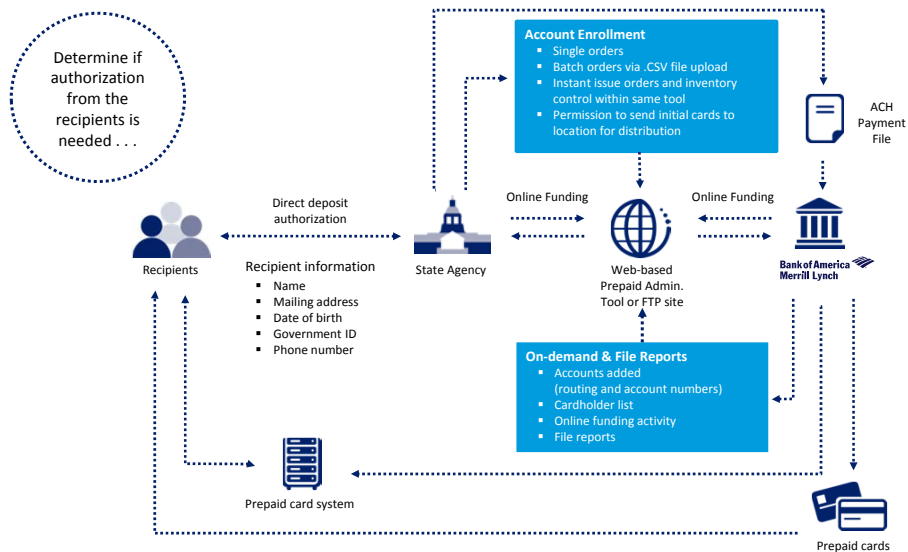 Determine if
authorization
from the
recipients is
needed . . .
Account Enrollment
▪ Single orders
▪ Batch orders via .CSV file upload
▪ Instant issue orders and inventory
control within same tool
▪ Permission to send initial cards to
location for distribution
ACH
Payment
File
Direct deposit
authorization
Online Funding
Online Funding
Recipients
State Agency
Web-based
Prepaid Admin.
Tool or FTP site
Bank of America
Merrill Lynch
Recipient information
▪ Name
▪ Mailing address
▪ Date of birth
▪ Government ID
▪ Phone number
On-demand & File Reports
▪ Accounts added
(routing and account numbers)
▪ Cardholder list
▪ Online funding activity
▪ File reports
Prepaid card system
Prepaid cards